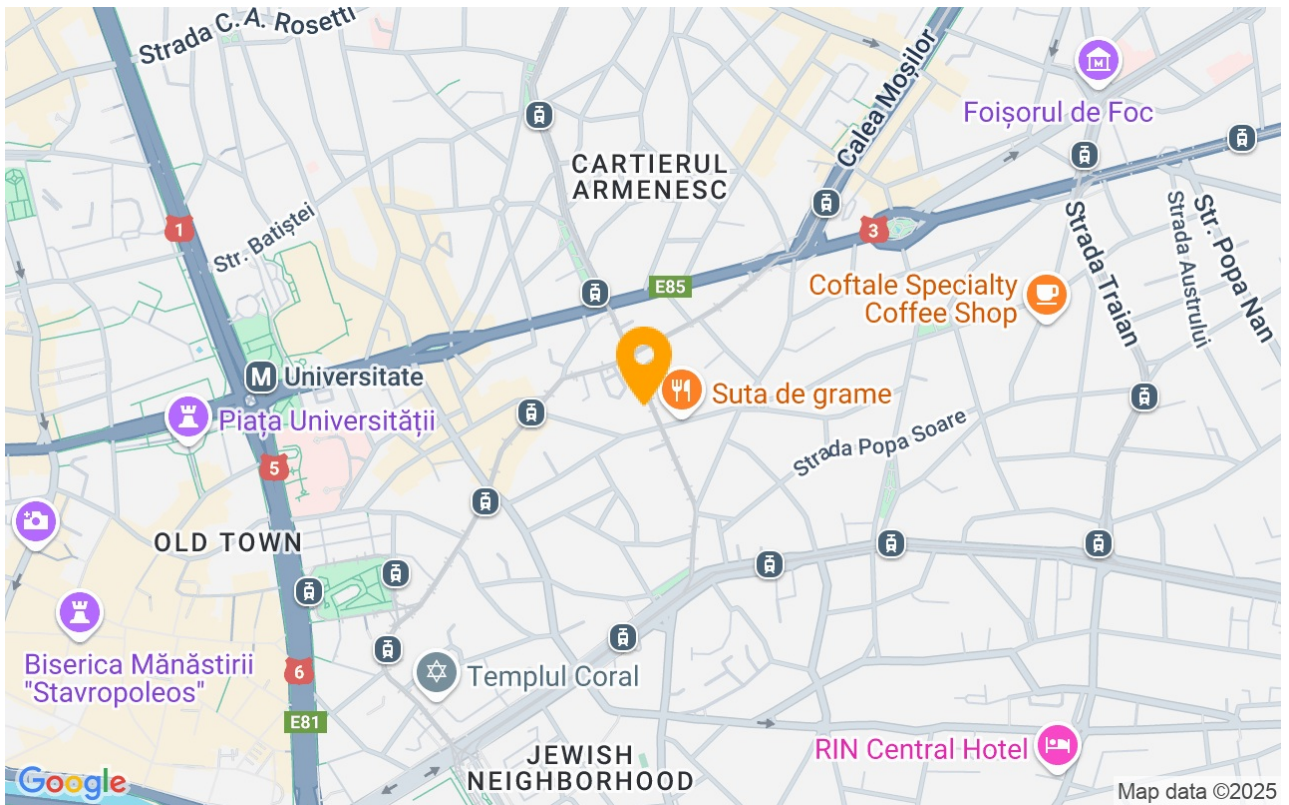 Strada C. A. Rosetti
Calea Moșilor
Foișorul de Foc
CARTIERUL
ARMENESC
1
Str. Batiștei
3
Strada Traian
Strada Austrului
Str. Popa Nan
E85
Coftale Specialty
Coffee Shop
M Universitate
Suta de grame
Piața Universității
Strada Popa Soare
5
OLD TOWN
Biserica Mănăstirii
"Stavropoleos"
6
Templul Coral
E81
RIN Central Hotel
JEWISH
NEIGHBORHOOD
Google
Map data ©2025